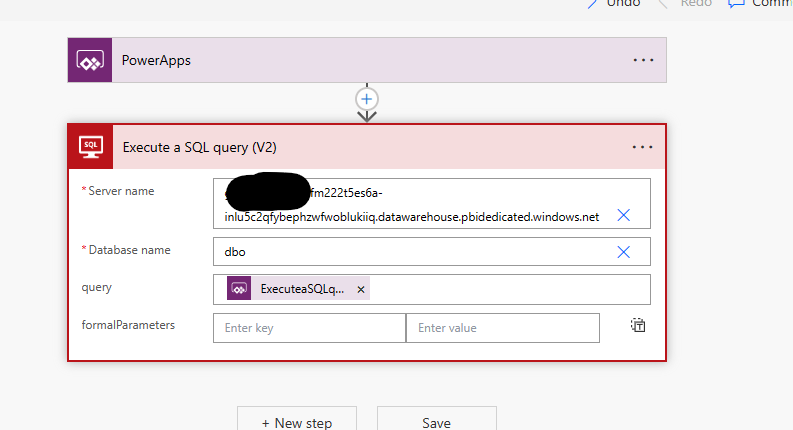 Undo Redo Comm
PowerApps
SQL Execute a SQL query (V2)
* Server name
fm222t5es6a-
inlu5c2qfybephzwfwoblukiiq.datawarehouse.pbidedicated.windows.net
* Database name dbo
query ExecuteaSQLq... ×
formalParameters Enter key Enter value
+ New step Save